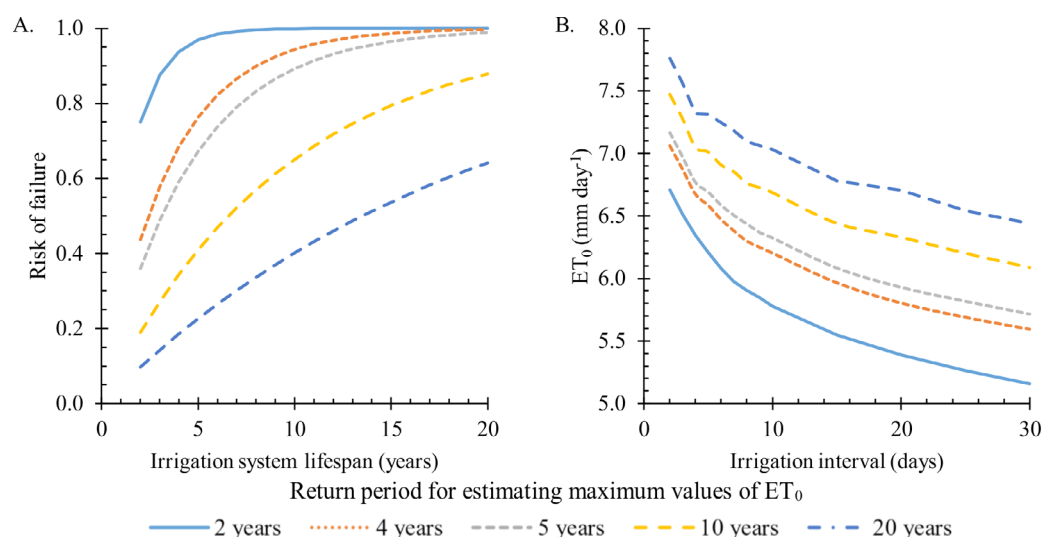 A.
1.0
0.8
0.6
0.4
0.2
0.0
Risk of failure
0
5
10
15
20
Irrigation system lifespan (years)
B.
8.0
7.5
7.0
6.5
6.0
5.5
5.0
ET₀ (mm day⁻¹)
0
10
20
30
Irrigation interval (days)
Return period for estimating maximum values of ET₀
2 years
4 years
5 years
10 years
20 years